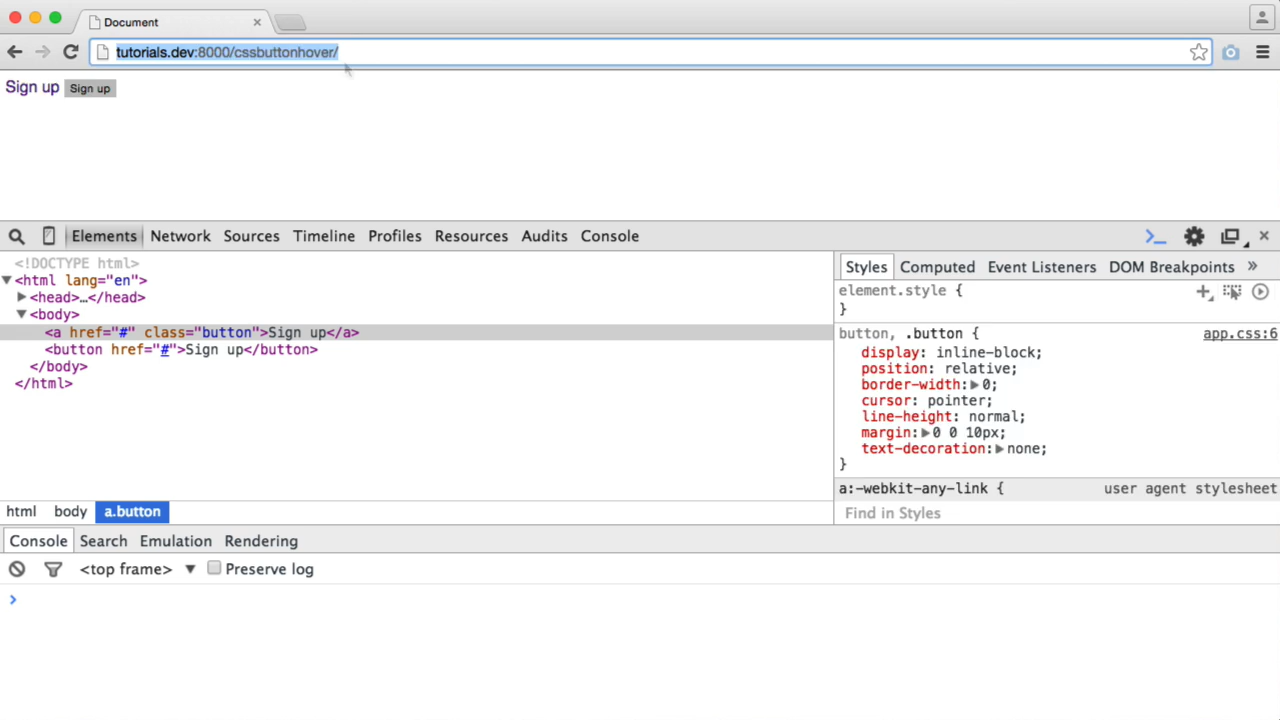 Document
tutorials.dev:8000/cssbuttonhover/
Sign up Sign up
Elements Network Sources Timeline Profiles Resources Audits Console
<!DOCTYPE html>
<html lang="en">
<head>…</head>
<body>
<a href="#" class="button">Sign up</a>
<button href="#">Sign up</button>
</body>
</html>
html body a.button
Styles Computed Event Listeners DOM Breakpoints »
element.style {
}
button, .button { app.css:6
display: inline-block;
position: relative;
border-width: 0;
cursor: pointer;
line-height: normal;
margin: 0 0 10px;
text-decoration: none;
}
a:-webkit-any-link { user agent stylesheet
Find in Styles
Console Search Emulation Rendering
<top frame> Preserve log